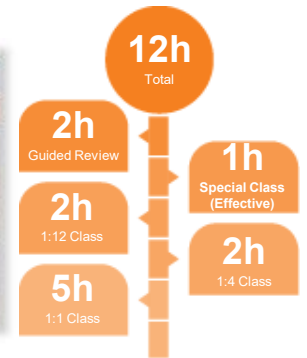 12h
Total
2h
Guided Review
1h
Special Class
(Effective)
2h
1:12 Class
2h
1:4 Class
5h
1:1 Class